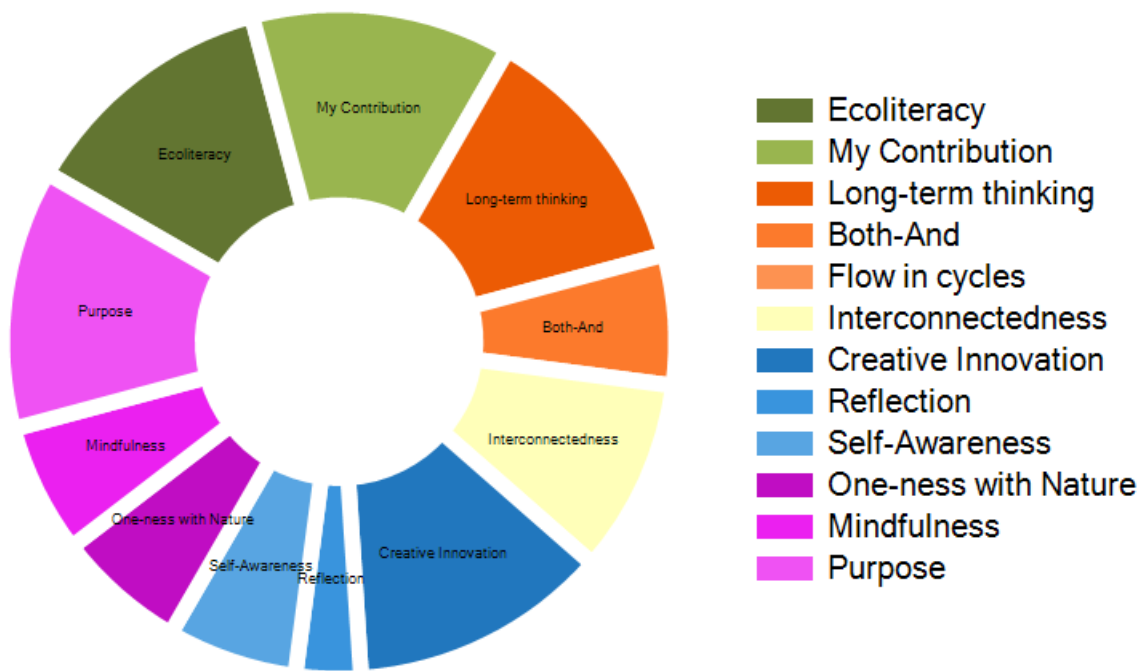 My Contribution
Ecoliteracy
Long-term thinking
Purpose
Both-And
Mindfulness
Interconnectedness
One-ness with Nature
Self-Awareness
Reflection
Creative Innovation
Ecoliteracy
My Contribution
Long-term thinking
Both-And
Flow in cycles
Interconnectedness
Creative Innovation
Reflection
Self-Awareness
One-ness with Nature
Mindfulness
Purpose